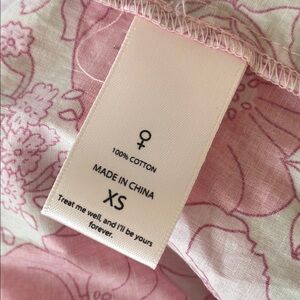 100% COTTON
MADE IN CHINA
XS
Treat me well, and I'll be yours
forever.